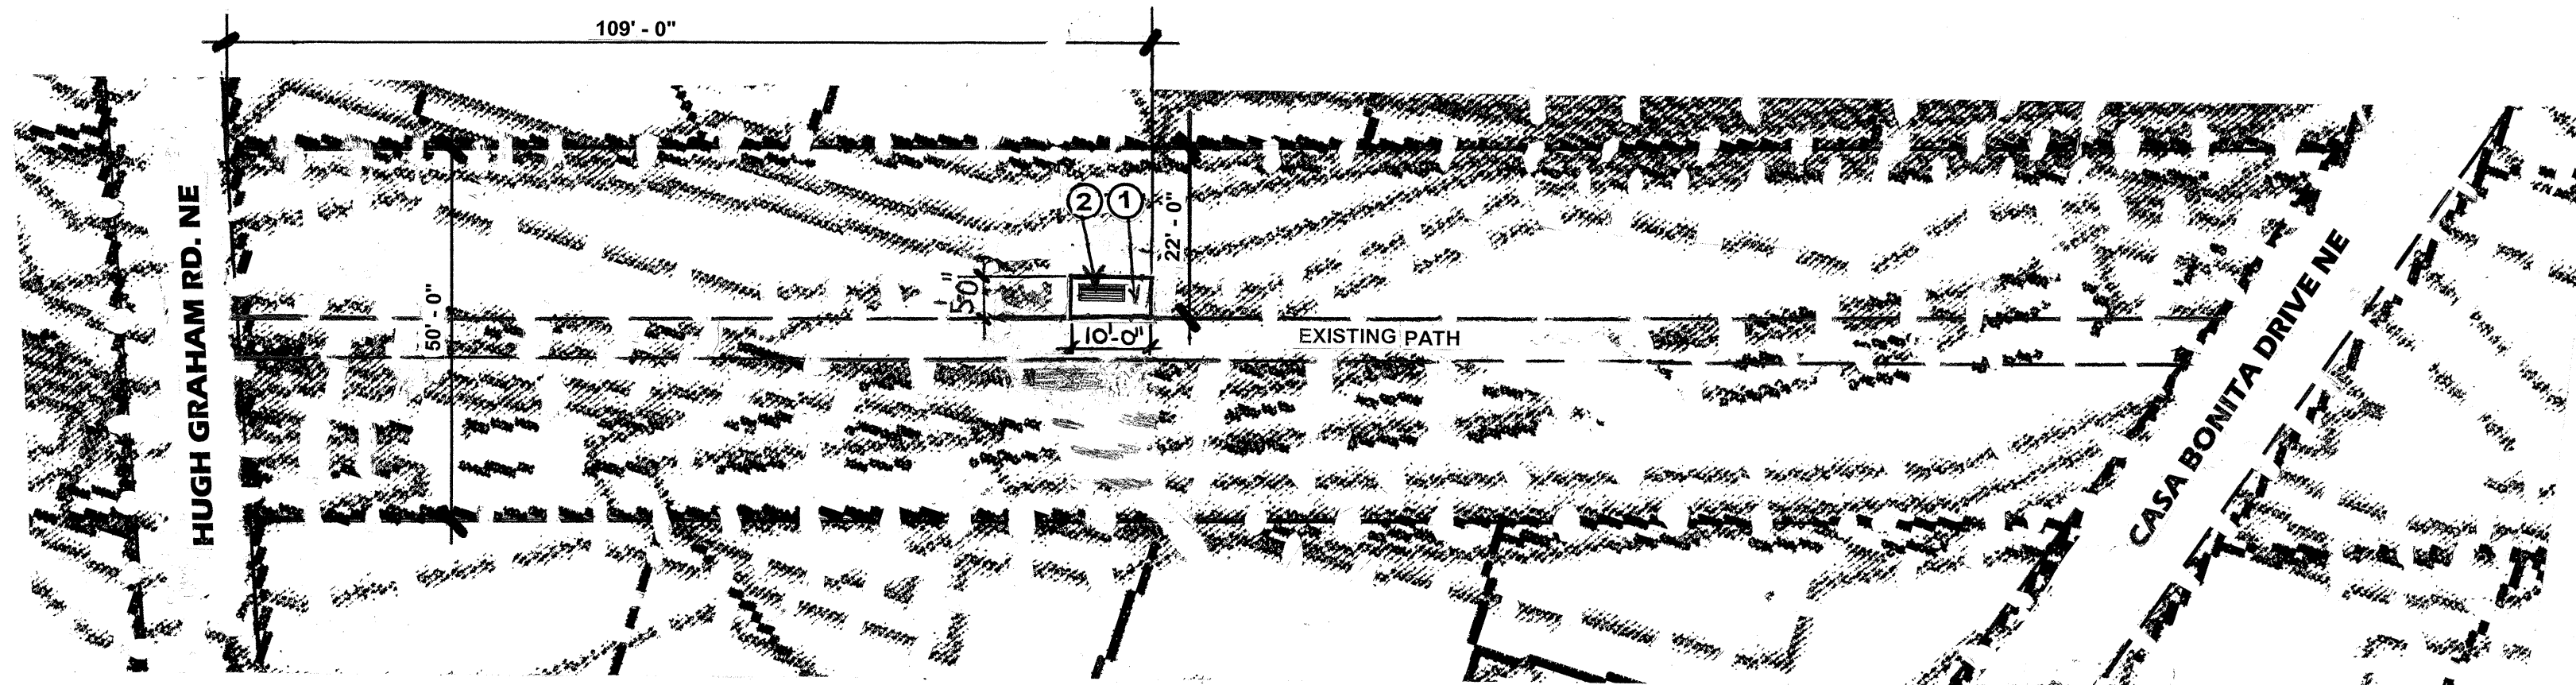 109' - 0"
HUGH GRAHAM RD. NE
50' - 0"
2
1
22' - 0"
5'-0"
10'-0"
EXISTING PATH
CASA BONITA DRIVE NE